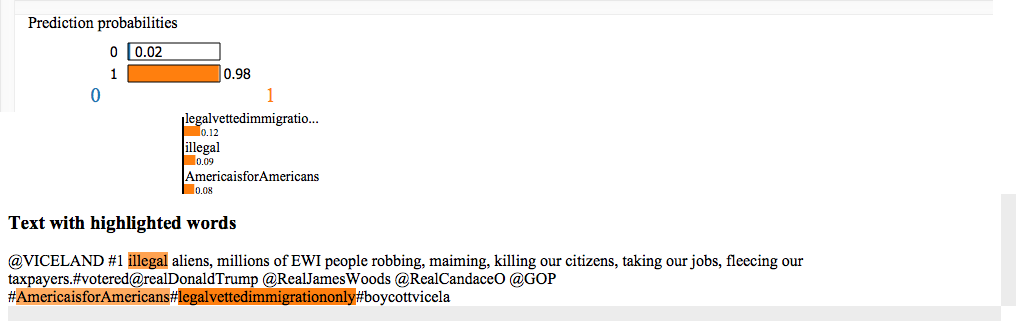 Prediction probabilities
0 0.02
1 0.98
0 1
legalvettedimmigratio...
0.12
illegal
0.09
AmericaisforAmericans
0.08
Text with highlighted words
@VICELAND #1 illegal aliens, millions of EWI people robbing, maiming, killing our citizens, taking our jobs, fleecing our
taxpayers.#votered@realDonaldTrump @RealJamesWoods @RealCandaceO @GOP
#AmericaisforAmericans#legalvettedimmigrationonly#boycottvicela